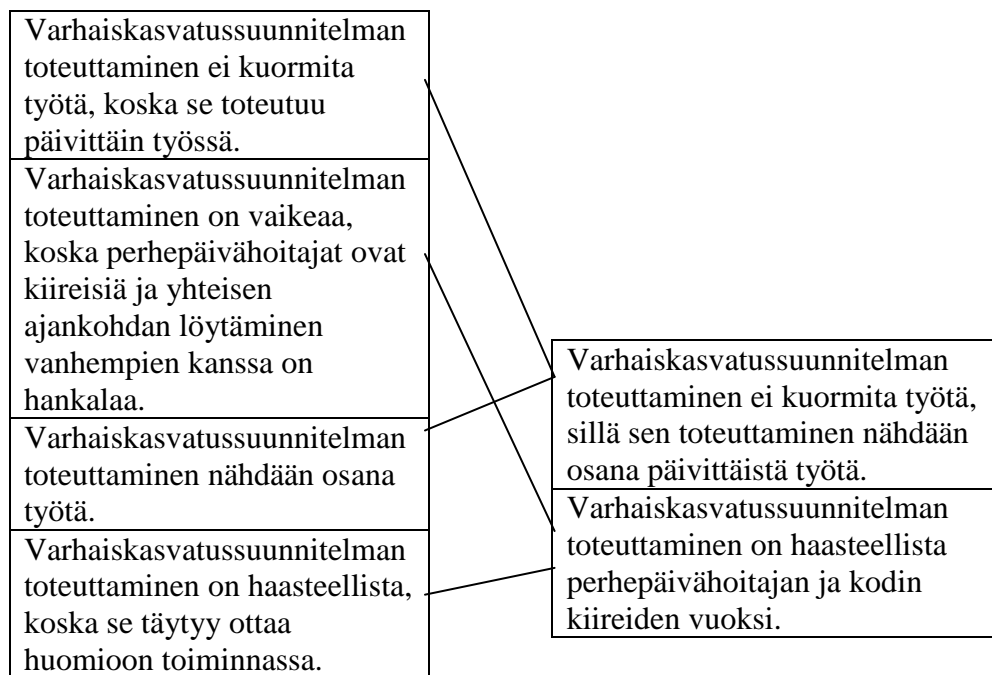 Varhaiskasvatussuunnitelman
toteuttaminen ei kuormita
työtä, koska se toteutuu
päivittäin työssä.
Varhaiskasvatussuunnitelman
toteuttaminen on vaikeaa,
koska perhepäivähoitajat ovat
kiireisiä ja yhteisen
ajankohdan löytäminen
vanhempien kanssa on
hankalaa.
Varhaiskasvatussuunnitelman
toteuttaminen nähdään osana
työtä.
Varhaiskasvatussuunnitelman
toteuttaminen on haasteellista,
koska se täytyy ottaa
huomioon toiminnassa.
Varhaiskasvatussuunnitelman
toteuttaminen ei kuormita työtä,
sillä sen toteuttaminen nähdään
osana päivittäistä työtä.
Varhaiskasvatussuunnitelman
toteuttaminen on haasteellista
perhepäivähoitajan ja kodin
kiireiden vuoksi.